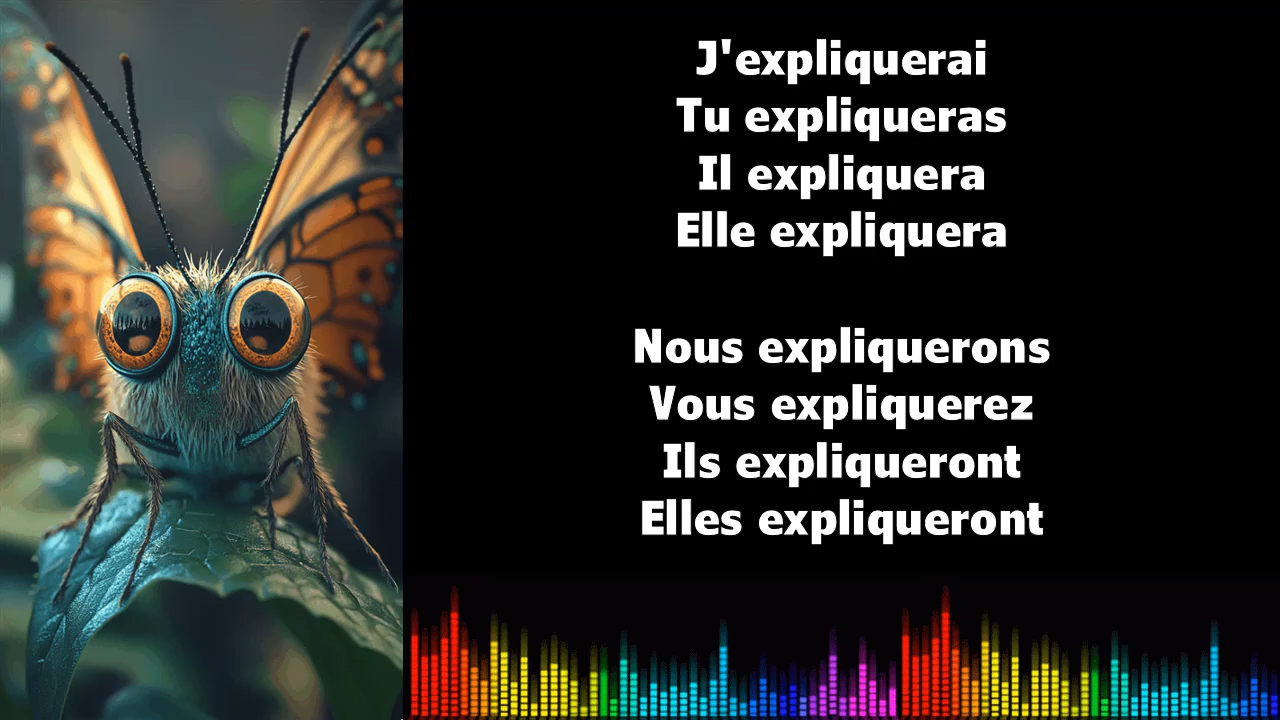 J'expliquerai
Tu expliqueras
Il expliquera
Elle expliquera
Nous expliquerons
Vous expliquerez
Ils expliqueront
Elles expliqueront